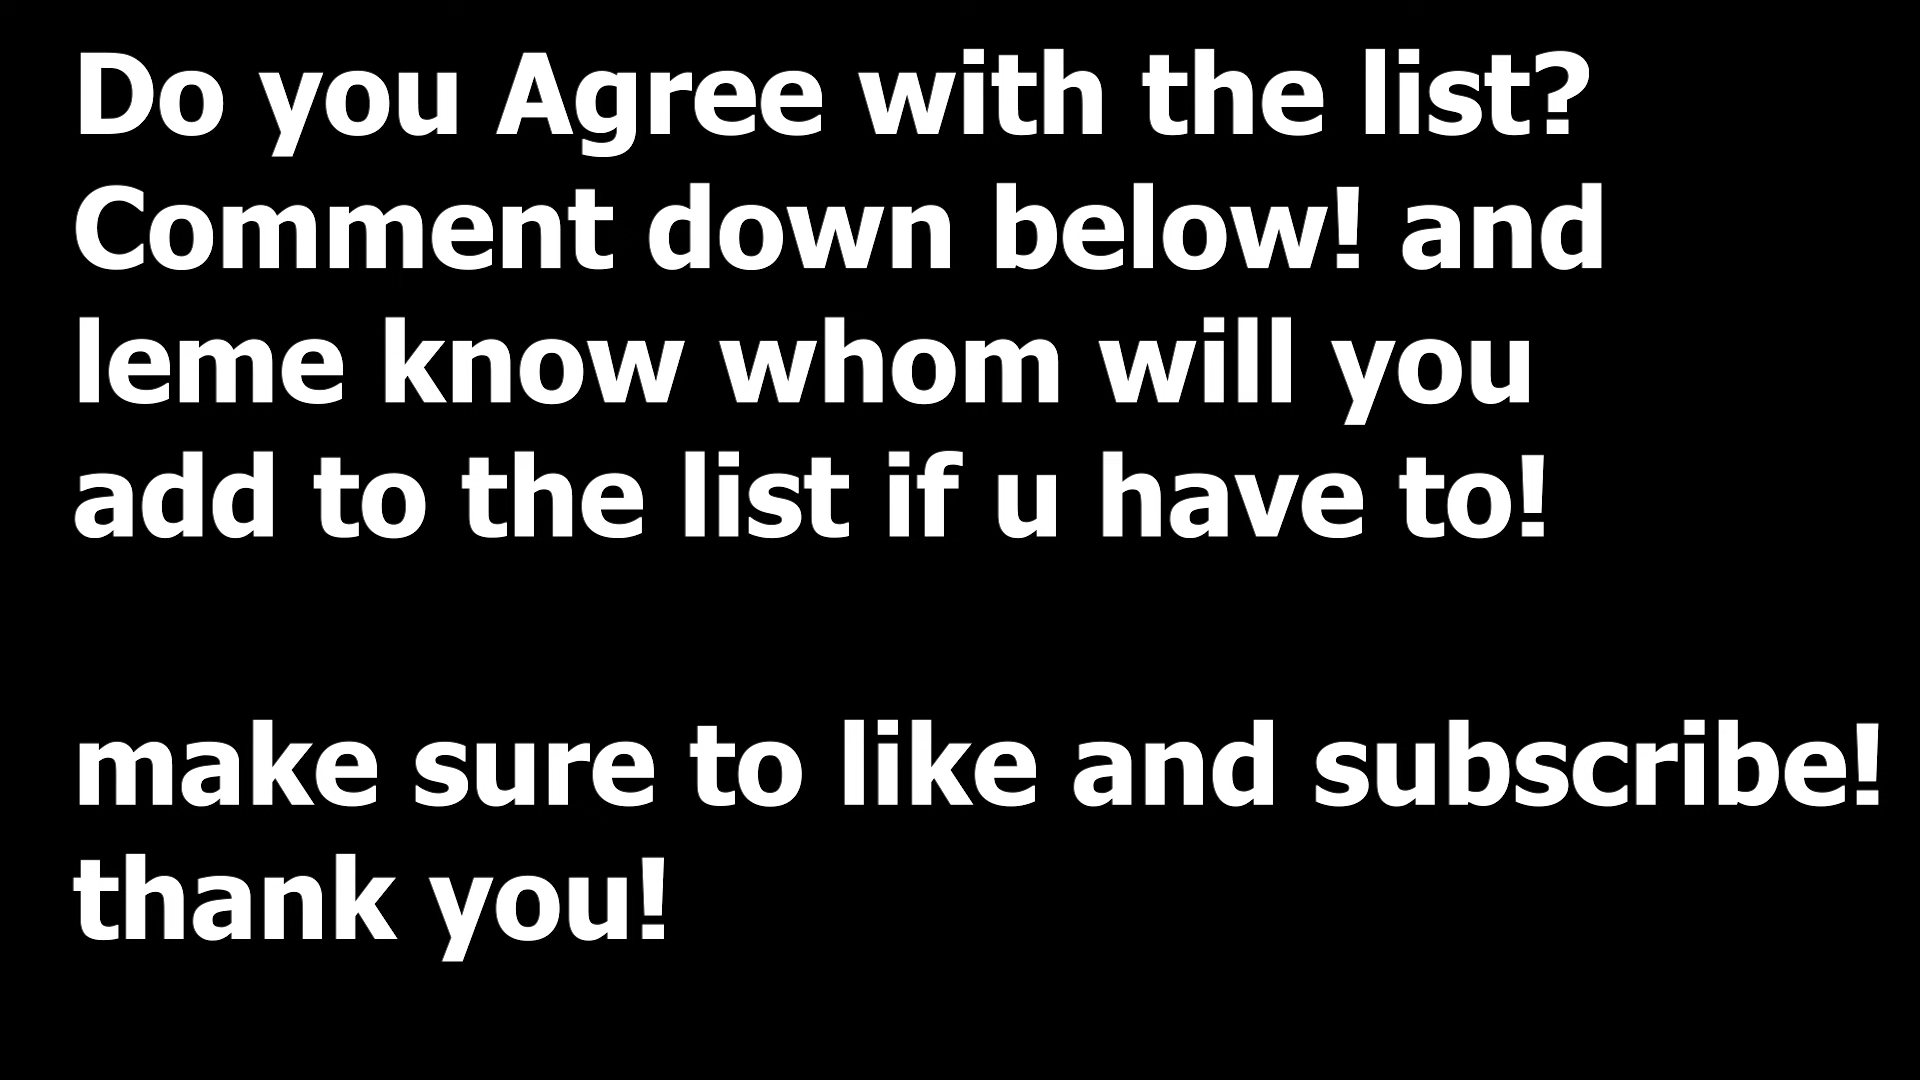 Do you Agree with the list?
Comment down below! and
leme know whom will you
add to the list if u have to!
make sure to like and subscribe!
thank you!